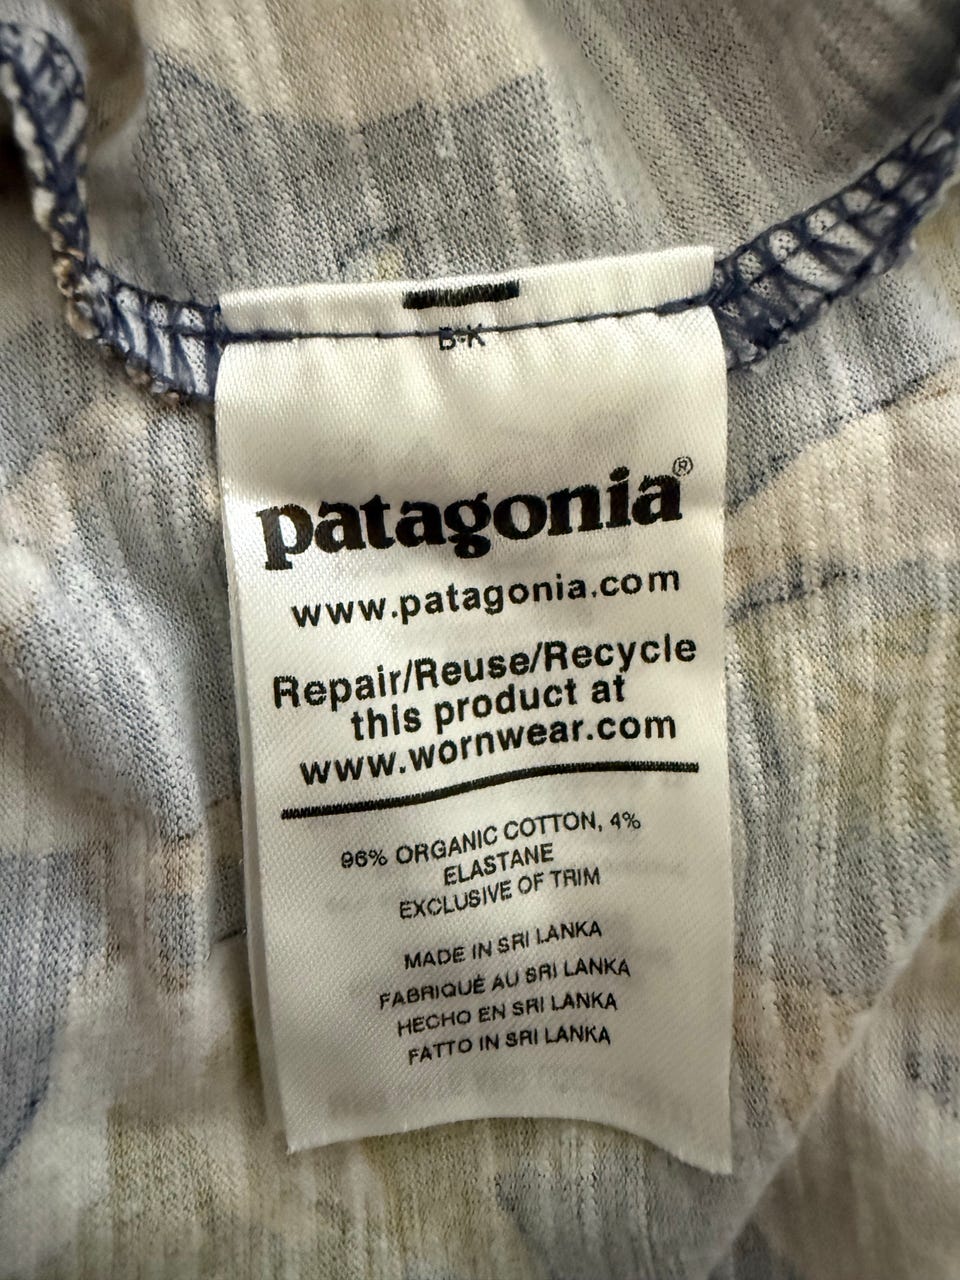 B-K
patagonia®
www.patagonia.com
Repair/Reuse/Recycle
this product at
www.wornwear.com
96% ORGANIC COTTON, 4%
ELASTANE
EXCLUSIVE OF TRIM
MADE IN SRI LANKA
FABRIQUÉ AU SRI LANKA
HECHO EN SRI LANKA
FATTO IN SRI LANKA